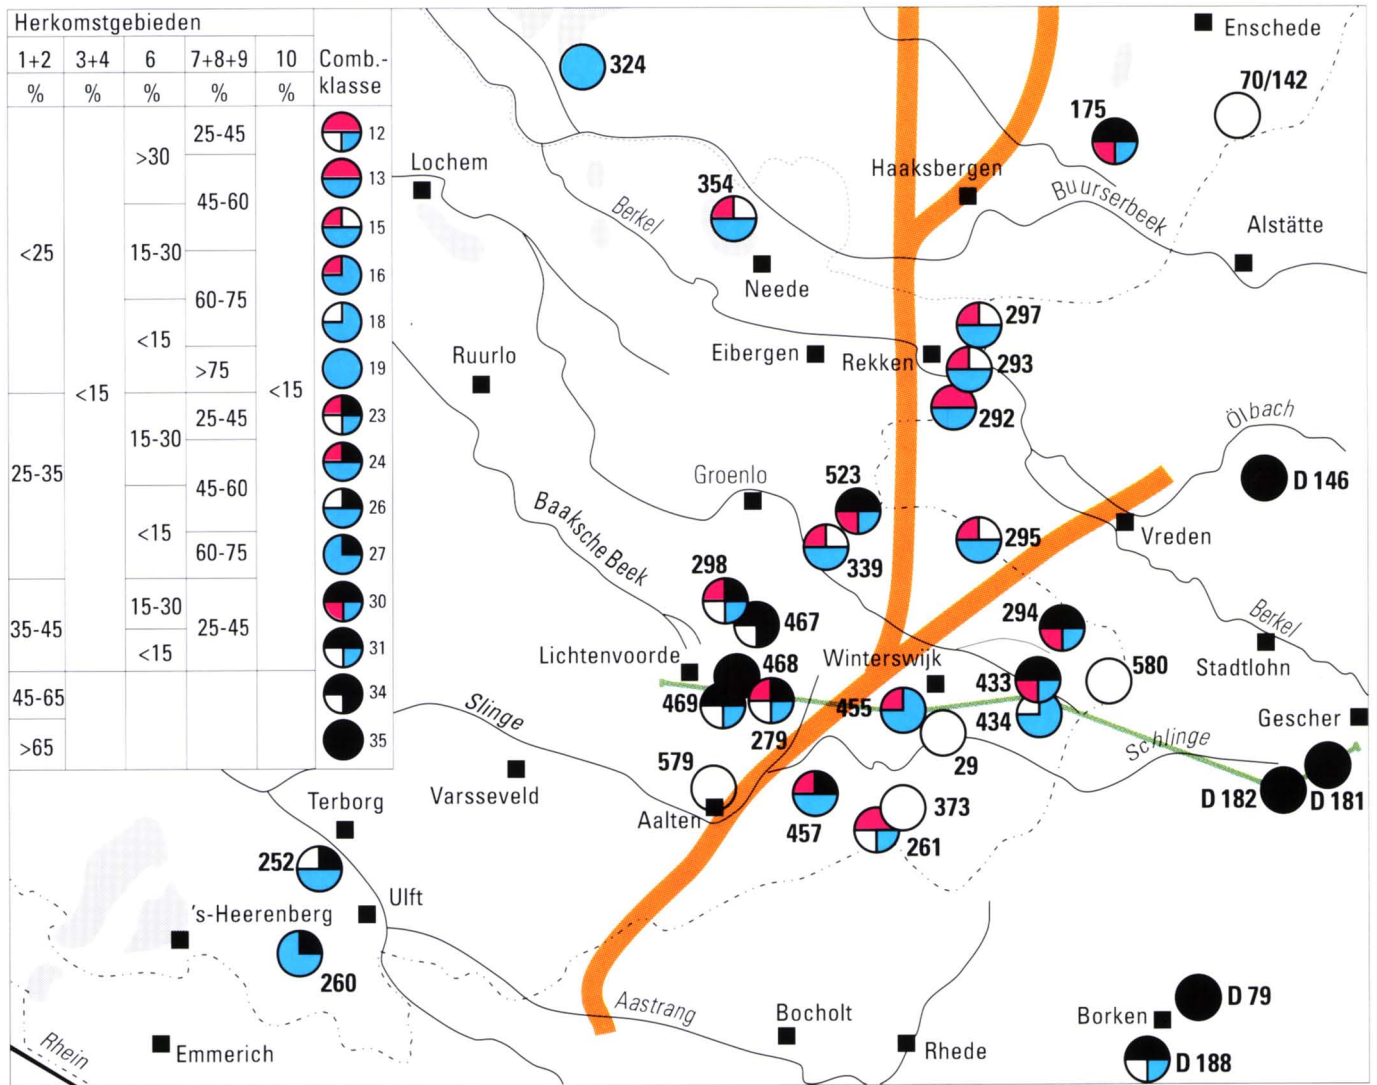 Herkomstgebieden
1+2 3+4 6 7+8+9 10 Comb.-
klasse
% % % % %
<25
25-35
35-45
45-65
>65
<15
>30
15-30
<15
15-30
<15
15-30
<15
25-45
45-60
60-75
>75
25-45
45-60
60-75
25-45
<15
12
13
15
16
18
19
23
24
26
27
30
31
34
35
Enschede
324
70/142
175
Lochem
Haaksbergen
354
Berkel
Buurserbeek
Alstätte
Neede
297
Ruurlo
Eibergen
Rekken
293
292
Ölbach
Groenlo
523
D 146
Baaksche Beek
295
Vreden
339
298
467
294
Berkel
Lichtenvoorde
468
Winterswijk
580
Stadtlohn
433
469
455
434
Gescher
Slinge
279
29
Schlinge
579
Varsseveld
D 182
D 181
Terborg
Aalten
457
373
261
252
Ulft
's-Heerenberg
260
Aastrang
D 79
Bocholt
Borken
Rhein
Emmerich
Rhede
D 188